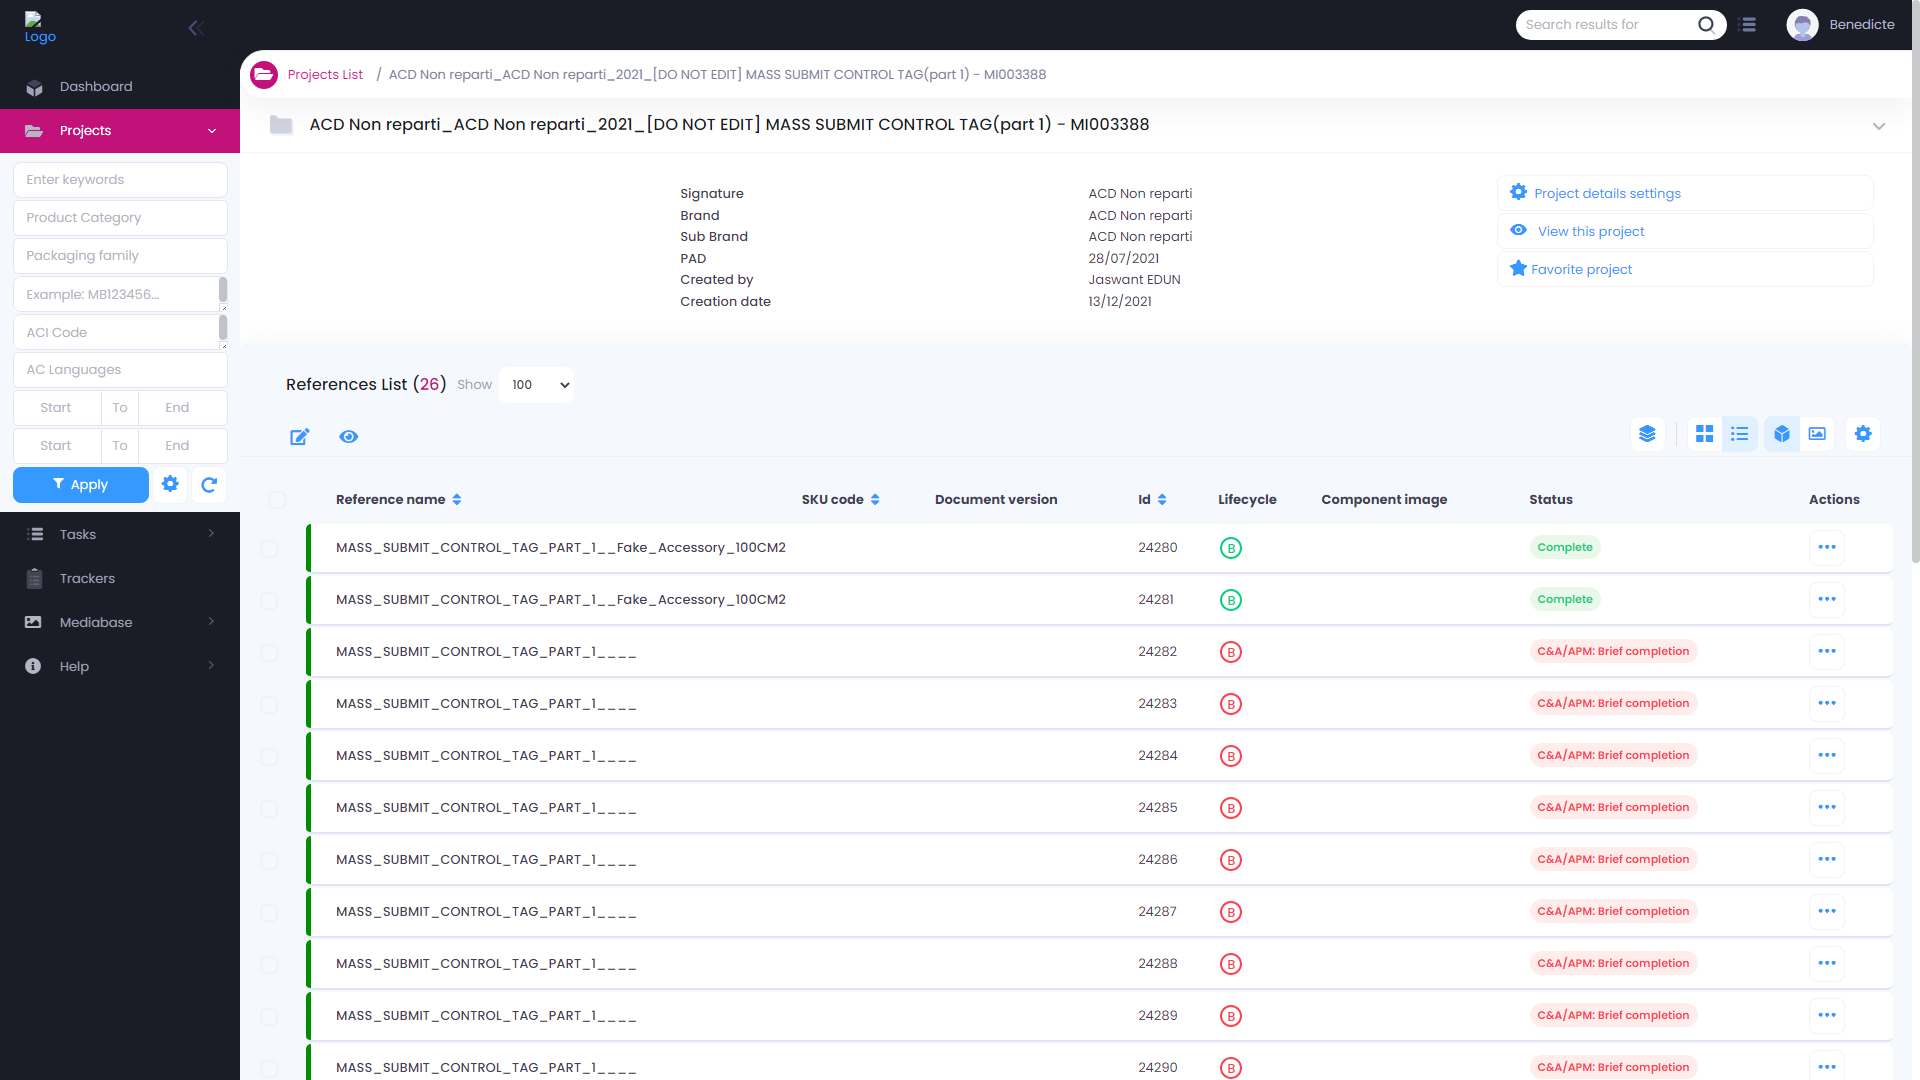 Logo
Search results for
Benedicte
Dashboard
Projects
Enter keywords
Product Category
Packaging family
Example: MB123456...
ACI Code
AC Languages
Start To End
Start To End
Apply
Tasks
Trackers
Mediabase
Help
Projects List / ACD Non reparti_ACD Non reparti_2021_[DO NOT EDIT] MASS SUBMIT CONTROL TAG(part 1) - MI003388
ACD Non reparti_ACD Non reparti_2021_[DO NOT EDIT] MASS SUBMIT CONTROL TAG(part 1) - MI003388
Signature ACD Non reparti
Brand ACD Non reparti
Sub Brand ACD Non reparti
PAD 28/07/2021
Created by Jaswant EDUN
Creation date 13/12/2021
Project details settings
View this project
Favorite project
References List (26) Show 100
Reference name SKU code Document version Id Lifecycle Component image Status Actions
MASS_SUBMIT_CONTROL_TAG_PART_1__Fake_Accessory_100CM2 24280 B Complete
MASS_SUBMIT_CONTROL_TAG_PART_1__Fake_Accessory_100CM2 24281 B Complete
MASS_SUBMIT_CONTROL_TAG_PART_1____ 24282 B C&A/APM: Brief completion
MASS_SUBMIT_CONTROL_TAG_PART_1____ 24283 B C&A/APM: Brief completion
MASS_SUBMIT_CONTROL_TAG_PART_1____ 24284 B C&A/APM: Brief completion
MASS_SUBMIT_CONTROL_TAG_PART_1____ 24285 B C&A/APM: Brief completion
MASS_SUBMIT_CONTROL_TAG_PART_1____ 24286 B C&A/APM: Brief completion
MASS_SUBMIT_CONTROL_TAG_PART_1____ 24287 B C&A/APM: Brief completion
MASS_SUBMIT_CONTROL_TAG_PART_1____ 24288 B C&A/APM: Brief completion
MASS_SUBMIT_CONTROL_TAG_PART_1____ 24289 B C&A/APM: Brief completion
MASS_SUBMIT_CONTROL_TAG_PART_1____ 24290 B C&A/APM: Brief completion